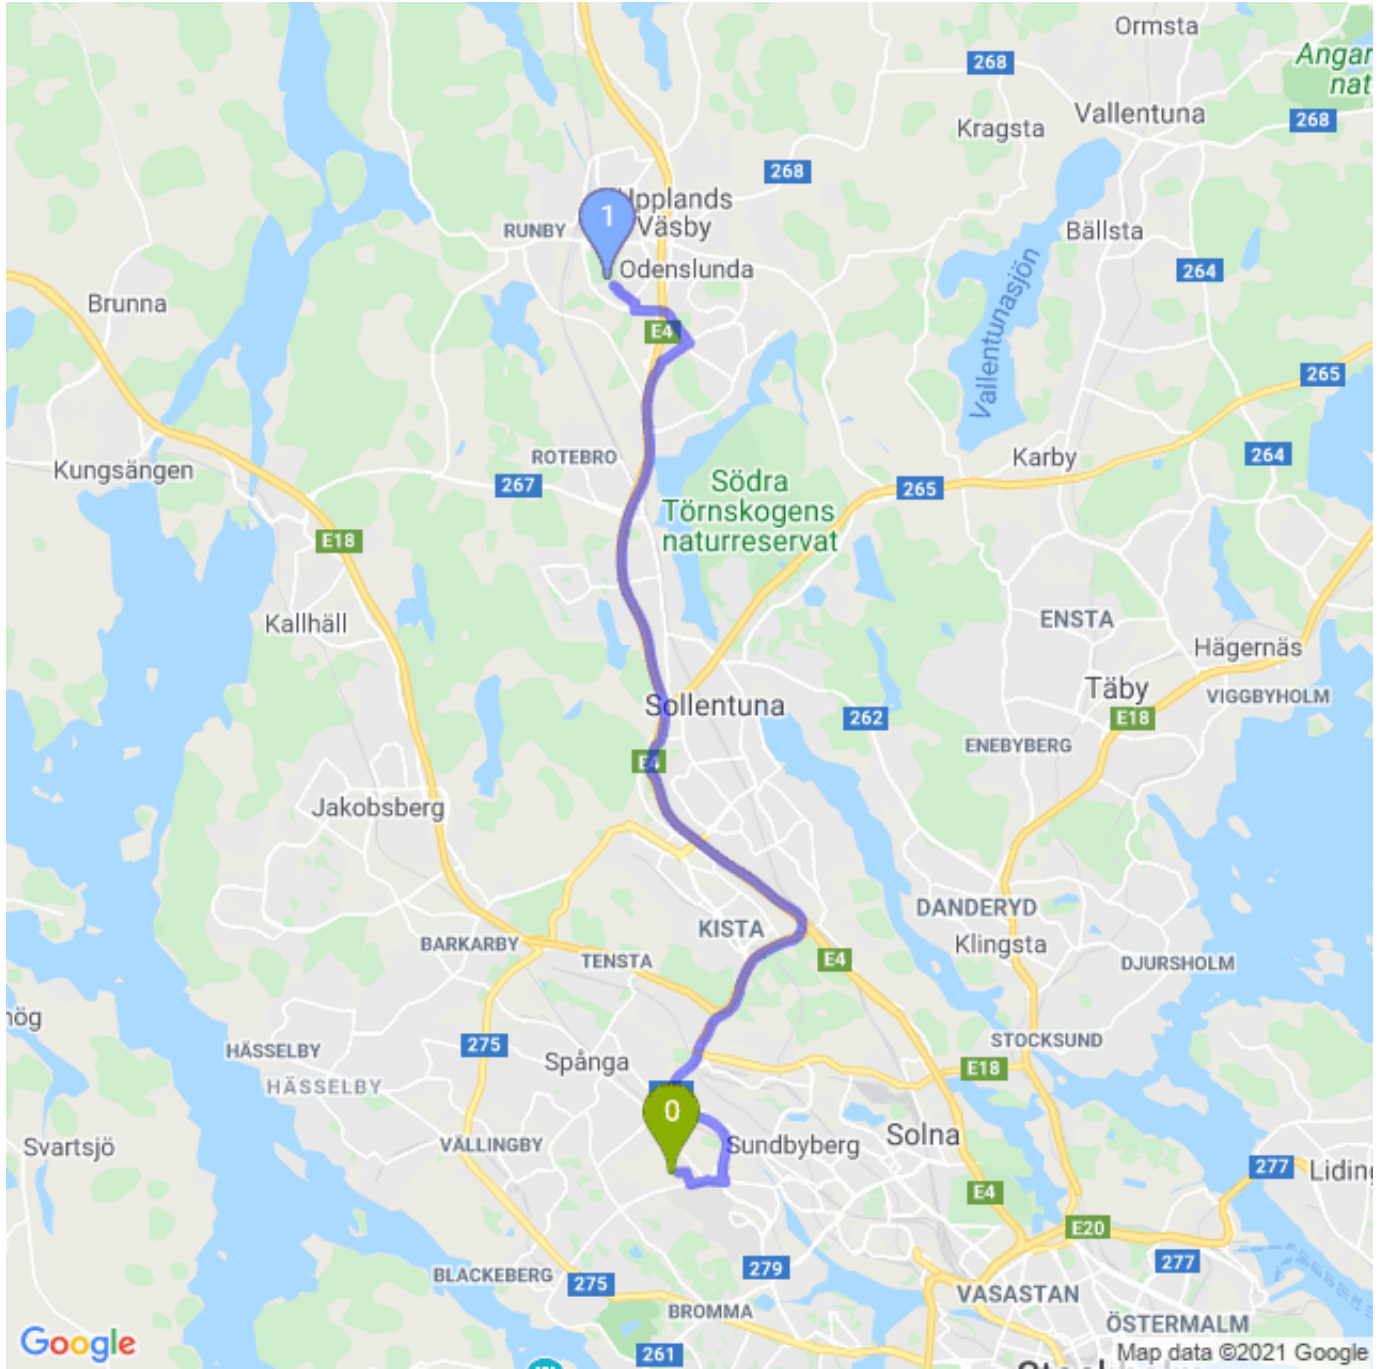 Ormsta
268
Angar
nat
Vallentuna
268
Kragsta
268
Upplands
Väsby
1
RUNBY
Bällsta
Odenslunda
264
Brunna
Vallentunasjön
E4
265
ROTEBRO
Karby
264
Kungsängen
267
Södra
Törnskogens
naturreservat
265
E18
Kallhäll
ENSTA
Hägernäs
Täby
VIGGBYHOLM
Sollentuna
262
E18
ENEBYBERG
E4
Jakobsberg
DANDERYD
KISTA
BARKARBY
Klingsta
TENSTA
E4
DJURSHOLM
hög
275
HÄSSELBY
STOCKSUND
Spånga
HÄSSELBY
E18
0
Svartsjö
VÄLLINGBY
Sundbyberg
Solna
277
Liding
E4
E20
279
277
BLACKEBERG
275
VASASTAN
BROMMA
ÖSTERMALM
Google
261
Map data ©2021 Google